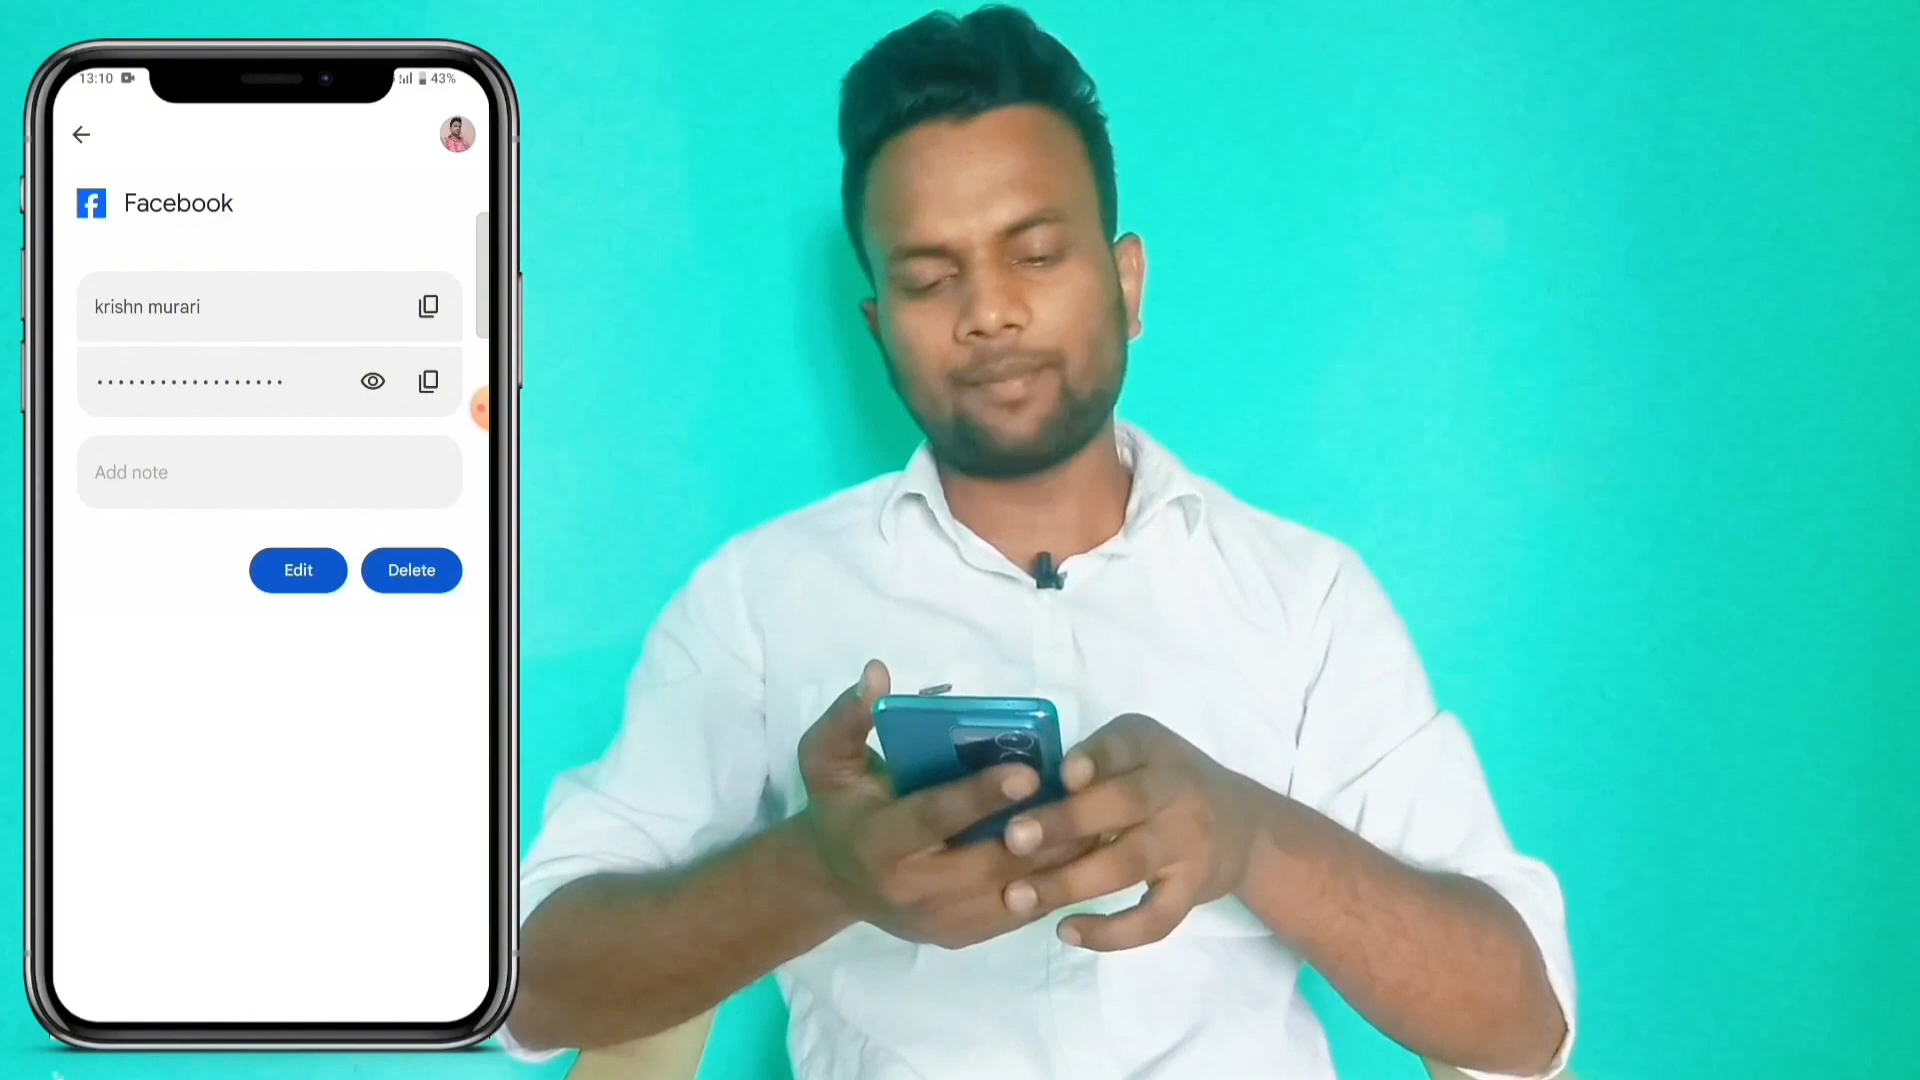 13:10 43%
Facebook
krishn murari
••••••••••••••••••
Add note
Edit Delete